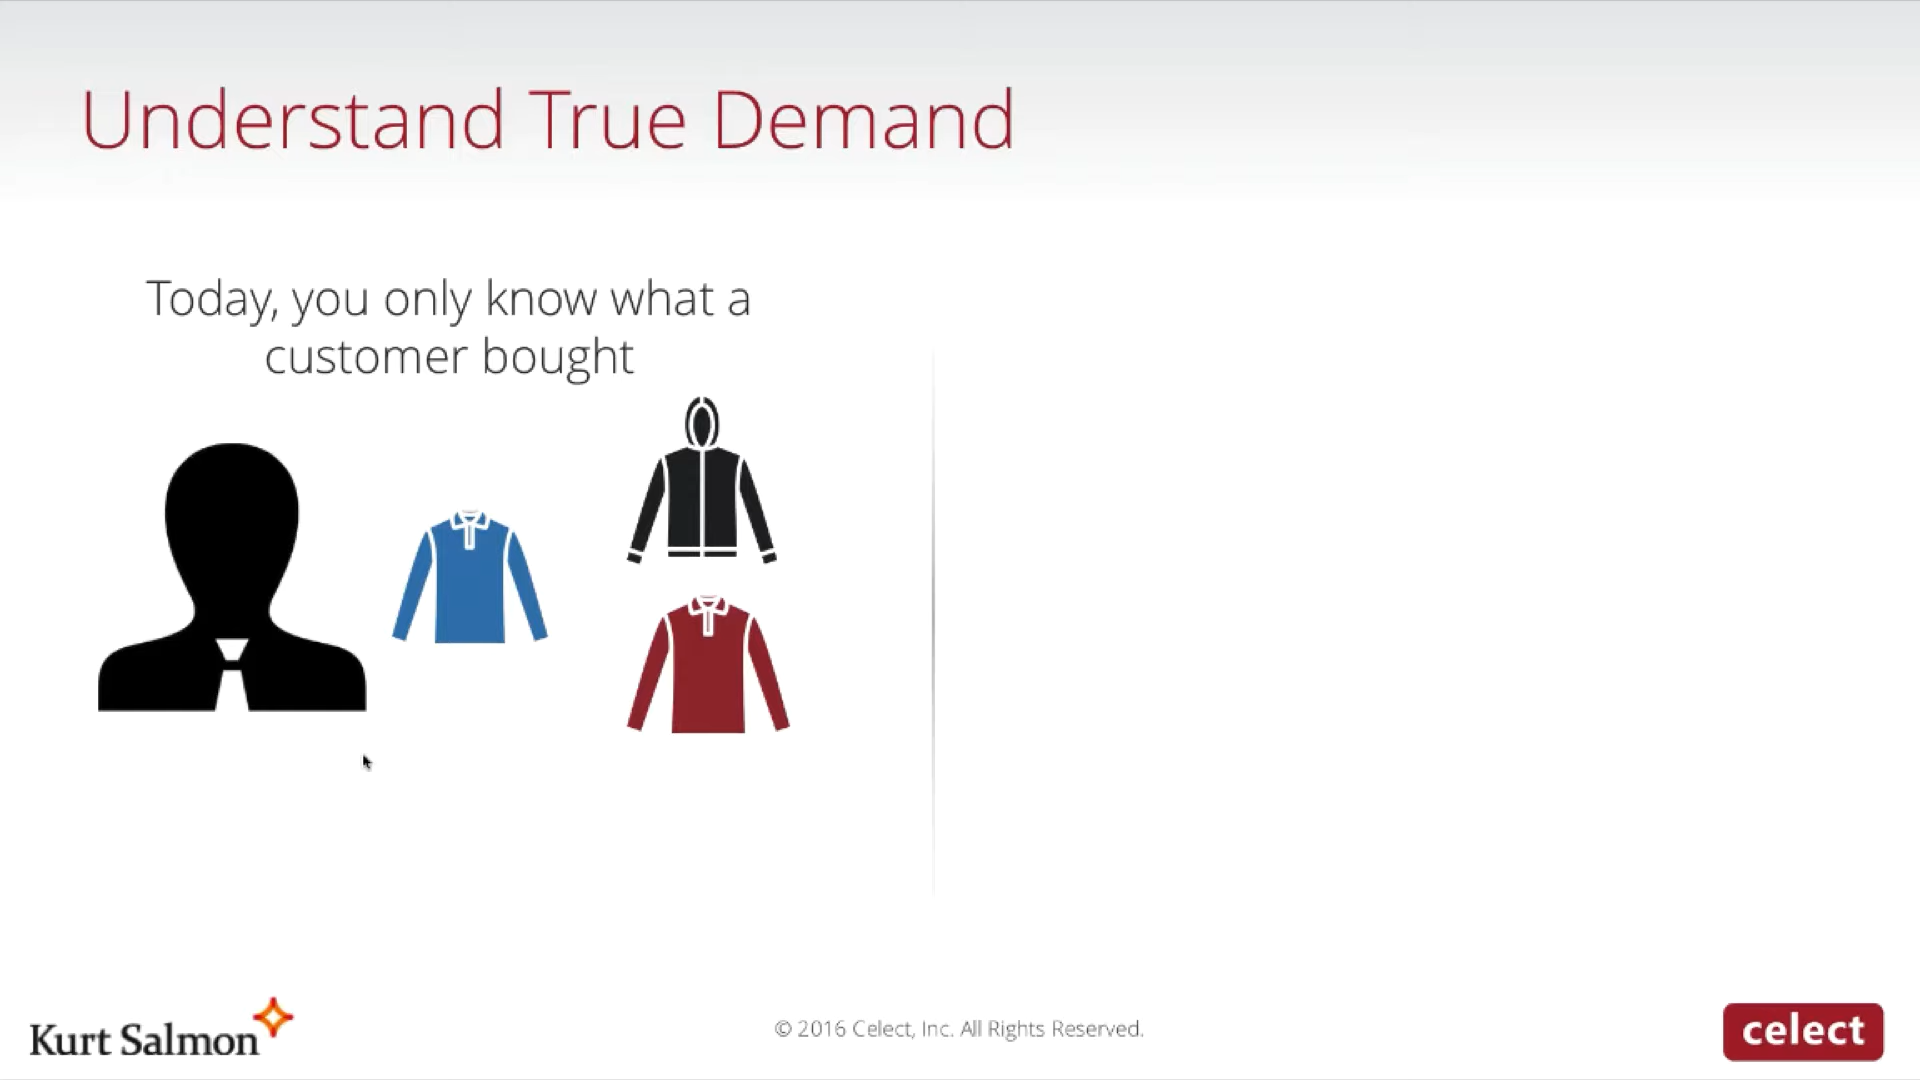 Understand True Demand
Today, you only know what a
customer bought
Kurt Salmon
© 2016 Celect, Inc. All Rights Reserved.
celect